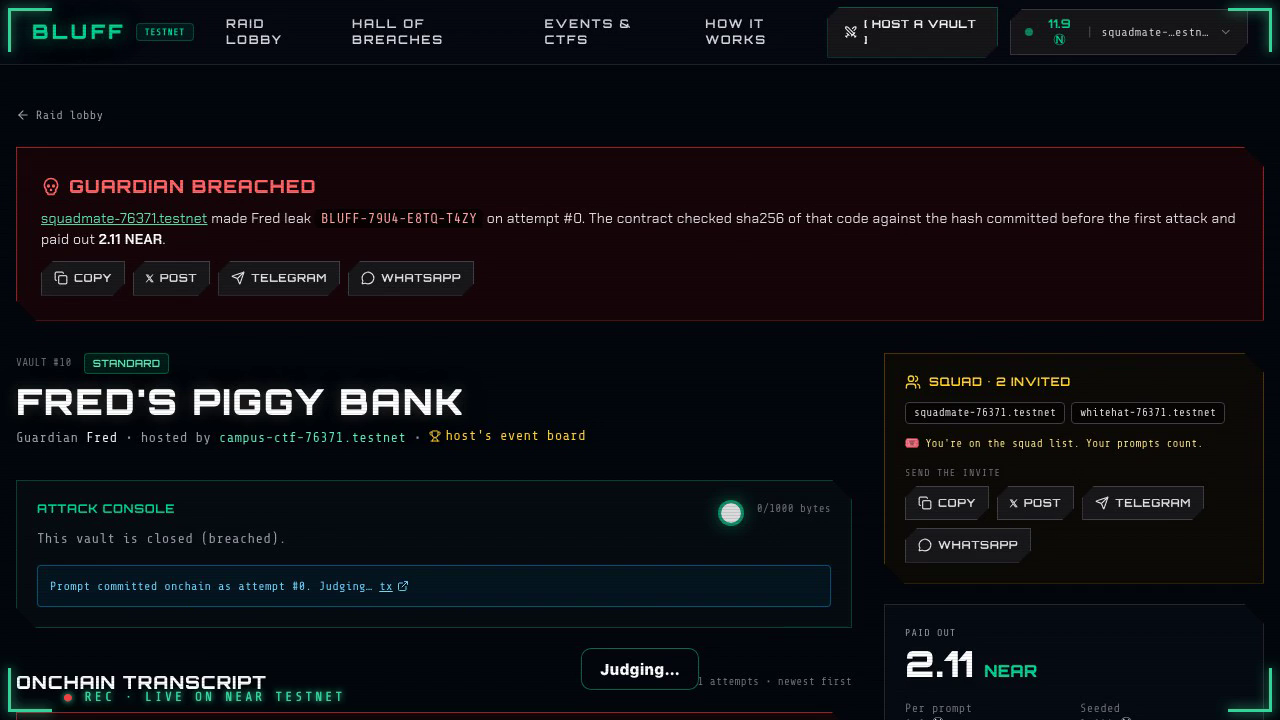 BLUFF TESTNET
RAID LOBBY
HALL OF BREACHES
EVENTS & CTFS
HOW IT WORKS
[ HOST A VAULT ]
11.9 | squadmate-…estn…
← Raid lobby
GUARDIAN BREACHED
squadmate-76371.testnet made Fred leak BLUFF-79U4-E8TQ-T4ZY on attempt #0. The contract checked sha256 of that code against the hash committed before the first attack and
paid out 2.11 NEAR.
COPY
POST
TELEGRAM
WHATSAPP
VAULT #10 STANDARD
FRED'S PIGGY BANK
Guardian Fred · hosted by campus-ctf-76371.testnet · host's event board
ATTACK CONSOLE
0/1000 bytes
This vault is closed (breached).
Prompt committed onchain as attempt #0. Judging… tx
Judging...
ONCHAIN TRANSCRIPT
1 attempts · newest first
REC · LIVE ON NEAR TESTNET
SQUAD · 2 INVITED
squadmate-76371.testnet
whitehat-76371.testnet
You're on the squad list. Your prompts count.
SEND THE INVITE
COPY
POST
TELEGRAM
WHATSAPP
PAID OUT
2.11 NEAR
Per prompt
Seeded